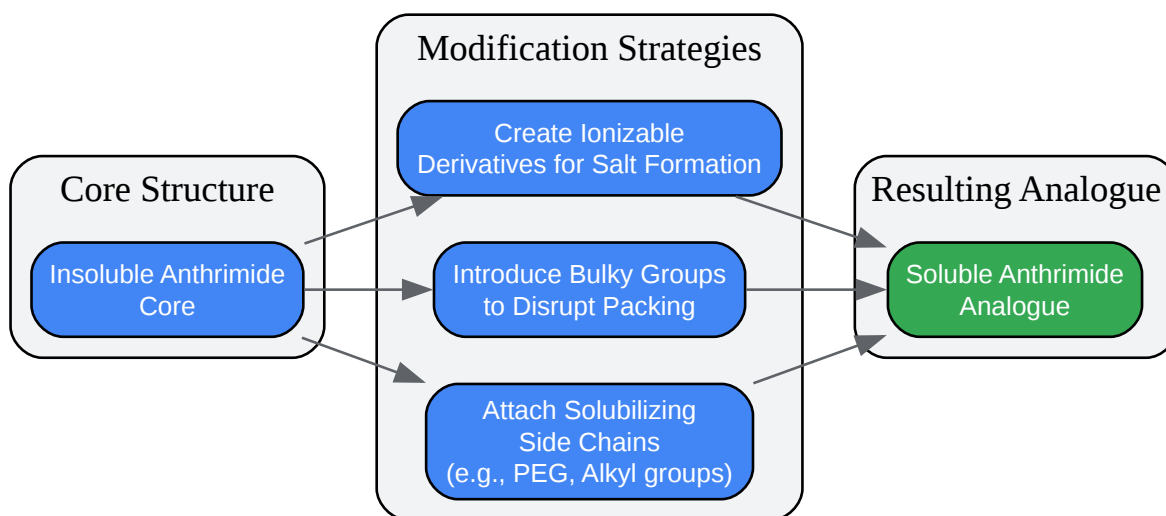 Core Structure
Insoluble Anthrimide
Core
Modification Strategies
Create Ionizable
Derivatives for Salt Formation
Introduce Bulky Groups
to Disrupt Packing
Attach Solubilizing
Side Chains
(e.g., PEG, Alkyl groups)
Resulting Analogue
Soluble Anthrimide
Analogue